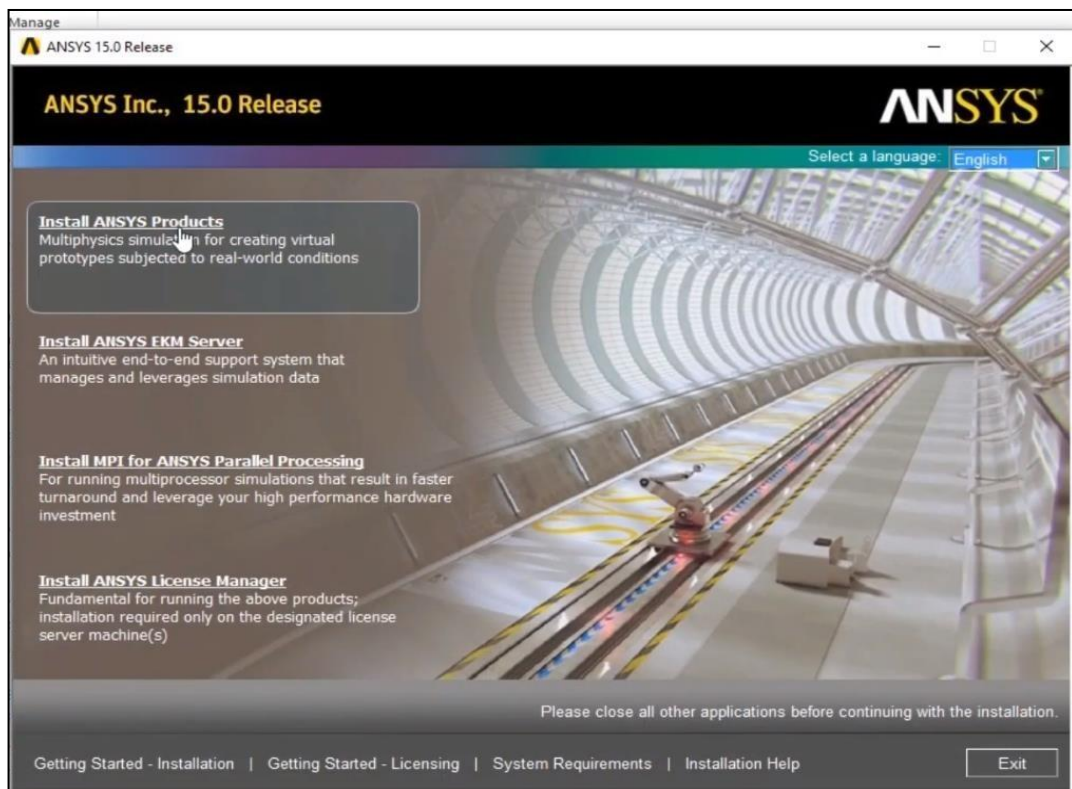 Manage
ANSYS 15.0 Release
ANSYS Inc., 15.0 Release
ANSYS
Select a language: English
Install ANSYS Products
Multiphysics simulation for creating virtual
prototypes subjected to real-world conditions
Install ANSYS EKM Server
An intuitive end-to-end support system that
manages and leverages simulation data
Install MPI for ANSYS Parallel Processing
For running multiprocessor simulations that result in faster
turnaround and leverage your high performance hardware
investment
Install ANSYS License Manager
Fundamental for running the above products;
installation required only on the designated license
server machine(s)
Please close all other applications before continuing with the installation.
Getting Started - Installation | Getting Started - Licensing | System Requirements | Installation Help
Exit